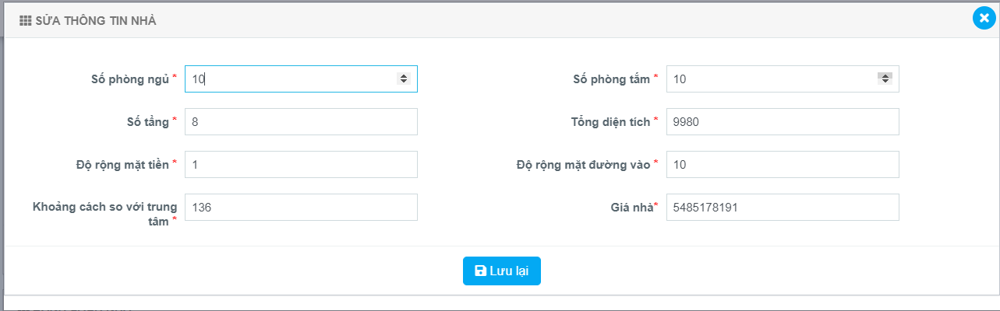 SỬA THÔNG TIN NHÀ
Số phòng ngủ * 10
Số phòng tắm * 10
Số tầng * 8
Tổng diện tích * 9980
Độ rộng mặt tiền * 1
Độ rộng mặt đường vào * 10
Khoảng cách so với trung
tâm * 136
Giá nhà* 5485178191
Lưu lại